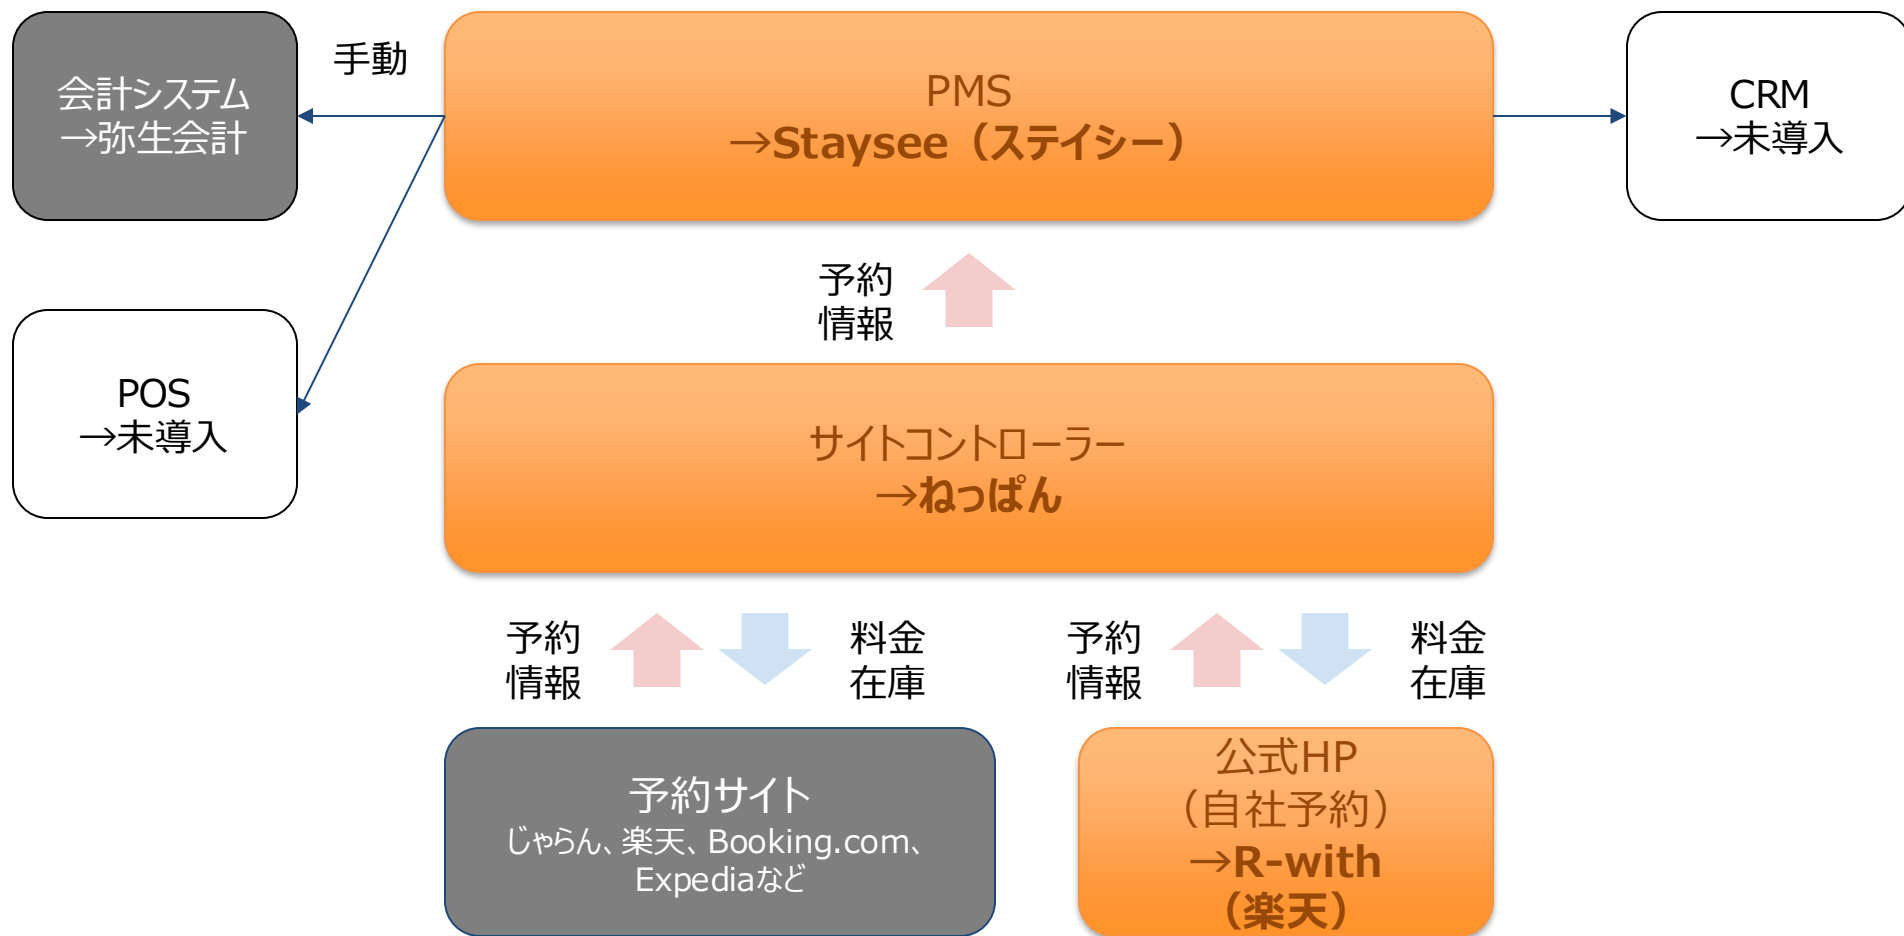 会計システム
→弥生会計
手動
PMS
→Staysee（ステイシー）
CRM
→未導入
予約
情報
POS
→未導入
サイトコントローラー
→ねっぱん
予約
情報
料金
在庫
予約
情報
料金
在庫
予約サイト
じゃらん、楽天、Booking.com、
Expediaなど
公式HP
（自社予約）
→R-with
（楽天）